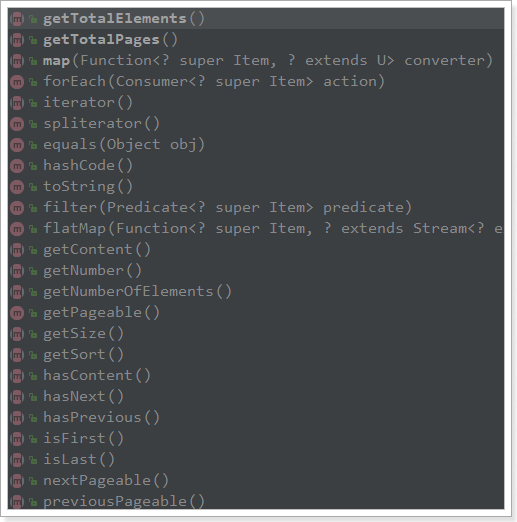 getTotalElements()
getTotalPages()
map(Function<? super Item, ? extends U> converter)
forEach(Consumer<? super Item> action)
iterator()
spliterator()
equals(Object obj)
hashCode()
toString()
filter(Predicate<? super Item> predicate)
flatMap(Function<? super Item, ? extends Stream<? e
getContent()
getNumber()
getNumberOfElements()
getPageable()
getSize()
getSort()
hasContent()
hasNext()
hasPrevious()
isFirst()
isLast()
nextPageable()
previousPageable()